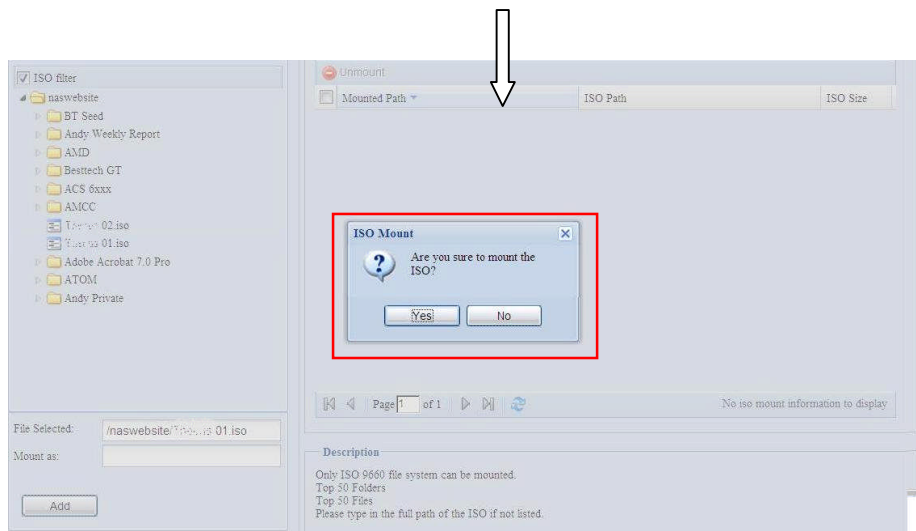 ISO filter
naswebsite
BT Seed
Andy Weekly Report
AMD
Besttech GT
ACS 6xxx
AMCC
02.iso
01.iso
Adobe Acrobat 7.0 Pro
ATOM
Andy Private
File Selected: /naswebsite/ 01.iso
Mount as:
Add
Unmount
Mounted Path ISO Path ISO Size
ISO Mount
Are you sure to mount the
ISO?
Yes No
Page 1 of 1 No iso mount information to display
Description
Only ISO 9660 file system can be mounted.
Top 50 Folders
Top 50 Files
Please type in the full path of the ISO if not listed.